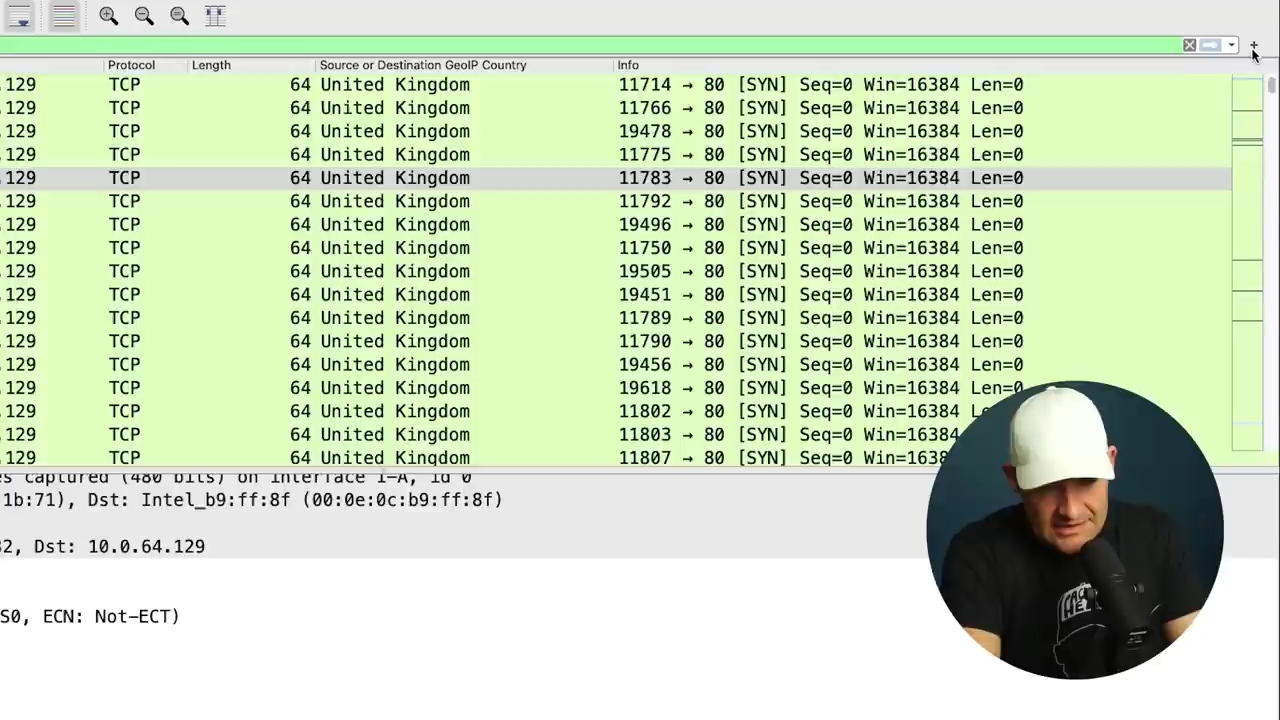 Protocol Length Source or Destination GeoIP Country Info
.129 TCP 64 United Kingdom 11714 → 80 [SYN] Seq=0 Win=16384 Len=0
.129 TCP 64 United Kingdom 11766 → 80 [SYN] Seq=0 Win=16384 Len=0
.129 TCP 64 United Kingdom 19478 → 80 [SYN] Seq=0 Win=16384 Len=0
.129 TCP 64 United Kingdom 11775 → 80 [SYN] Seq=0 Win=16384 Len=0
.129 TCP 64 United Kingdom 11783 → 80 [SYN] Seq=0 Win=16384 Len=0
.129 TCP 64 United Kingdom 11792 → 80 [SYN] Seq=0 Win=16384 Len=0
.129 TCP 64 United Kingdom 19496 → 80 [SYN] Seq=0 Win=16384 Len=0
.129 TCP 64 United Kingdom 11750 → 80 [SYN] Seq=0 Win=16384 Len=0
.129 TCP 64 United Kingdom 19505 → 80 [SYN] Seq=0 Win=16384 Len=0
.129 TCP 64 United Kingdom 19451 → 80 [SYN] Seq=0 Win=16384 Len=0
.129 TCP 64 United Kingdom 11789 → 80 [SYN] Seq=0 Win=16384 Len=0
.129 TCP 64 United Kingdom 11790 → 80 [SYN] Seq=0 Win=16384 Len=0
.129 TCP 64 United Kingdom 19456 → 80 [SYN] Seq=0 Win=16384 Len=0
.129 TCP 64 United Kingdom 19618 → 80 [SYN] Seq=0 Win=16384 Len=0
.129 TCP 64 United Kingdom 11802 → 80 [SYN] Seq=0 Win=16384
.129 TCP 64 United Kingdom 11803 → 80 [SYN] Seq=0 Win=16384
.129 TCP 64 United Kingdom 11807 → 80 [SYN] Seq=0
captured (480 bits) on interface 1-A, id 0
1b:71), Dst: Intel_b9:ff:8f (00:0e:0c:b9:ff:8f)
, Dst: 10.0.64.129
S0, ECN: Not-ECT)